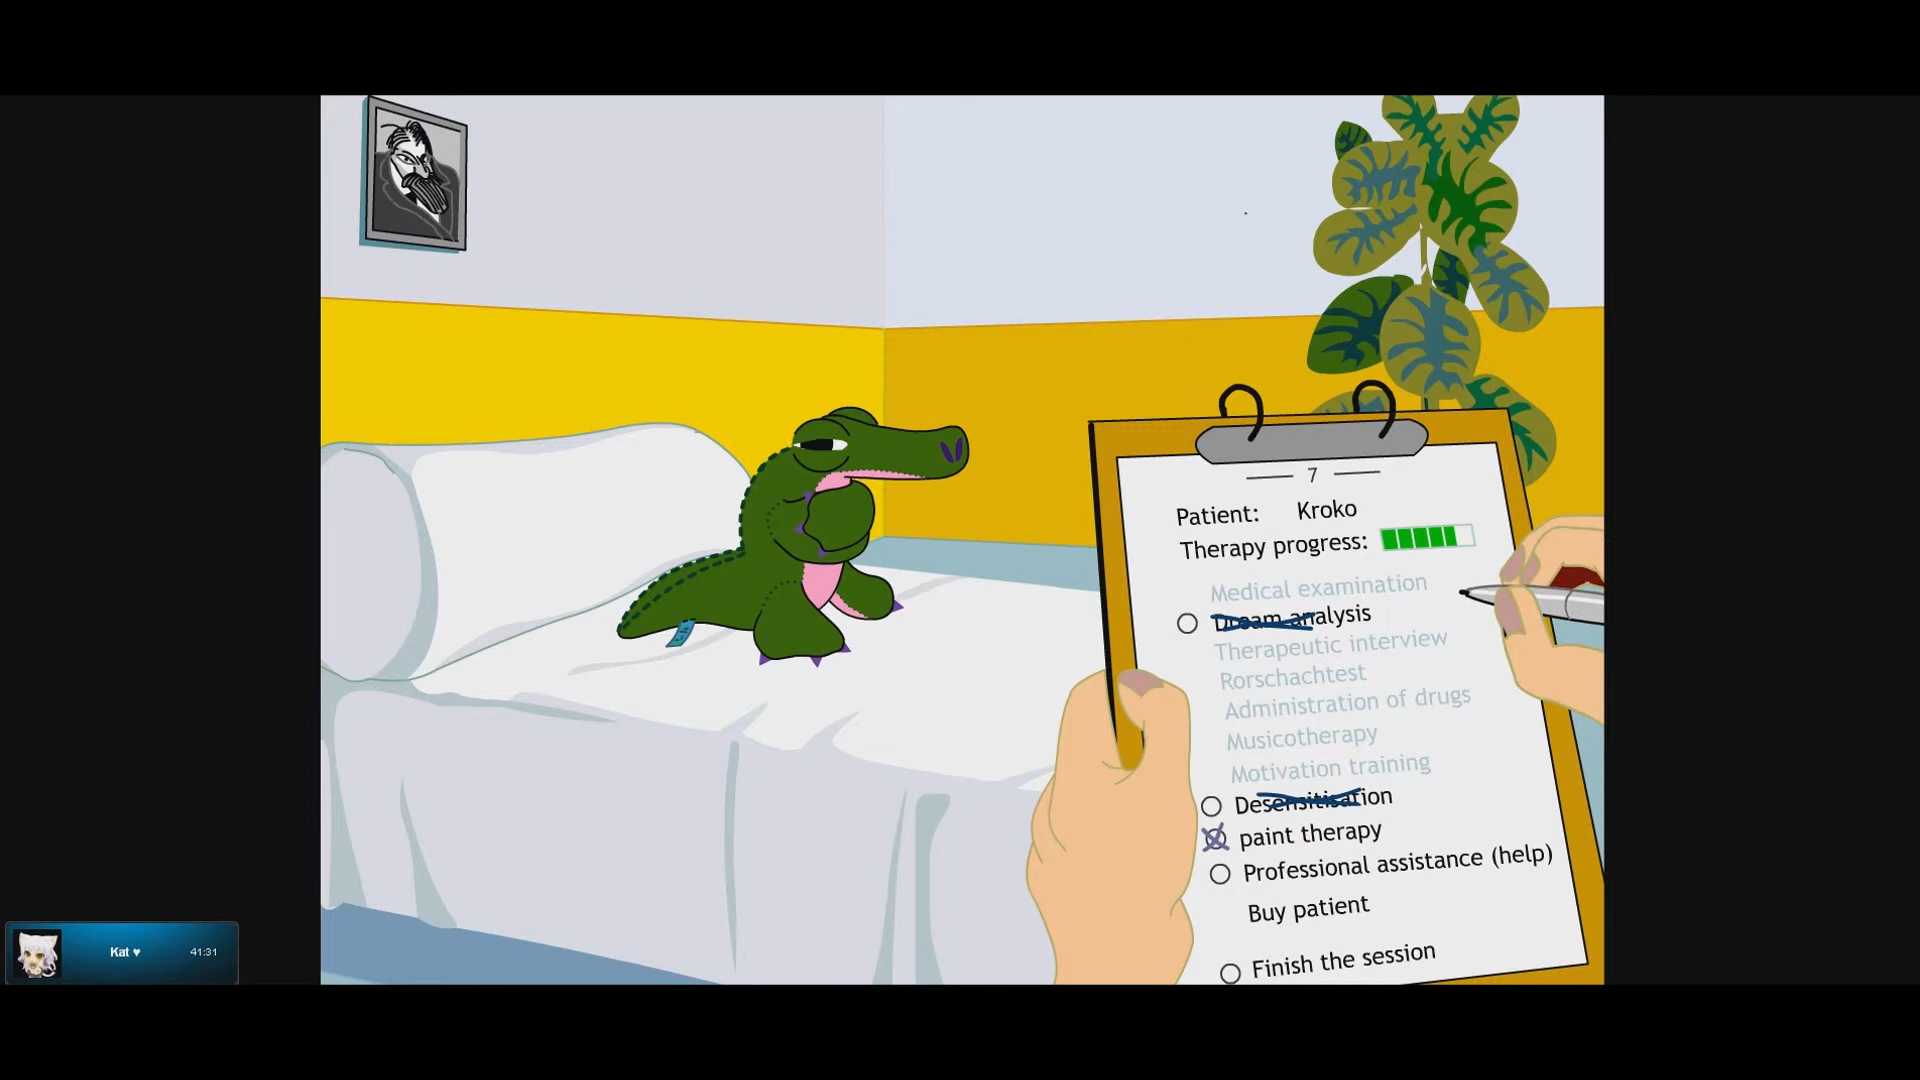 7
Patient: Kroko
Therapy progress:
Medical examination
Dream analysis
Therapeutic interview
Rorschachtest
Administration of drugs
Musicotherapy
Motivation training
Desensitisation
paint therapy
Professional assistance (help)
Buy patient
Finish the session
Kat ♥ 41:31